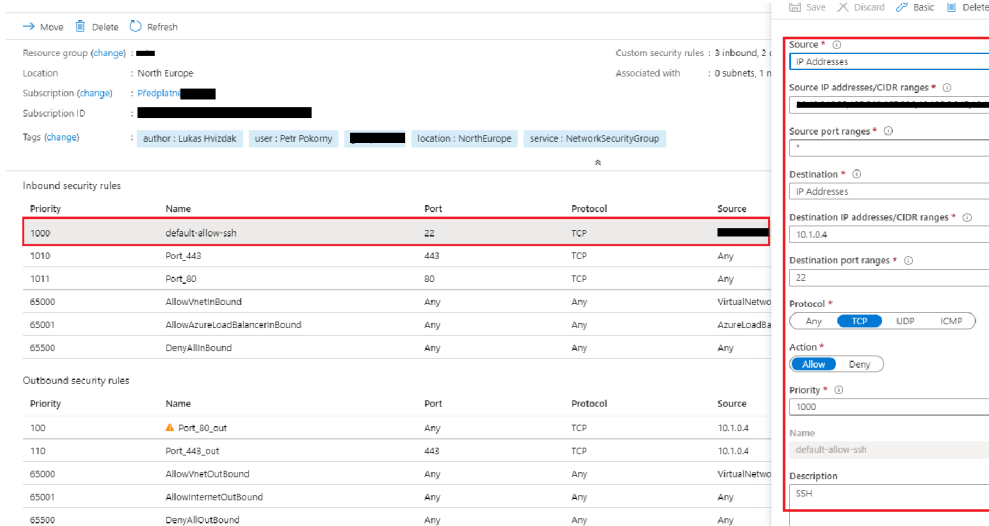 Move Delete Refresh
Resource group (change) :
Location : North Europe
Subscription (change) : Předplatné
Subscription ID :
Tags (change) : author : Lukas Hvizdak user : Petr Pokorny location : NorthEurope service : NetworkSecurityGroup
Custom security rules : 3 inbound, 2
Associated with : 0 subnets, 1
Inbound security rules
Priority Name Port Protocol Source
1000 default-allow-ssh 22 TCP
1010 Port_443 443 TCP Any
1011 Port_80 80 TCP Any
65000 AllowVnetInBound Any Any VirtualNetwo
65001 AllowAzureLoadBalancerInBound Any Any AzureLoadBa
65500 DenyAllInBound Any Any Any
Outbound security rules
Priority Name Port Protocol Source
100 Port_80_out Any TCP 10.1.0.4
110 Port_443_out 443 TCP 10.1.0.4
65000 AllowVnetOutBound Any Any VirtualNetwo
65001 AllowInternetOutBound Any Any Any
65500 DenyAllOutBound Any Any Any
Save Discard Basic Delete
Source *
IP Addresses
Source IP addresses/CIDR ranges *
Source port ranges *
*
Destination *
IP Addresses
Destination IP addresses/CIDR ranges *
10.1.0.4
Destination port ranges *
22
Protocol *
Any TCP UDP ICMP
Action *
Allow Deny
Priority *
1000
Name
default-allow-ssh
Description
SSH